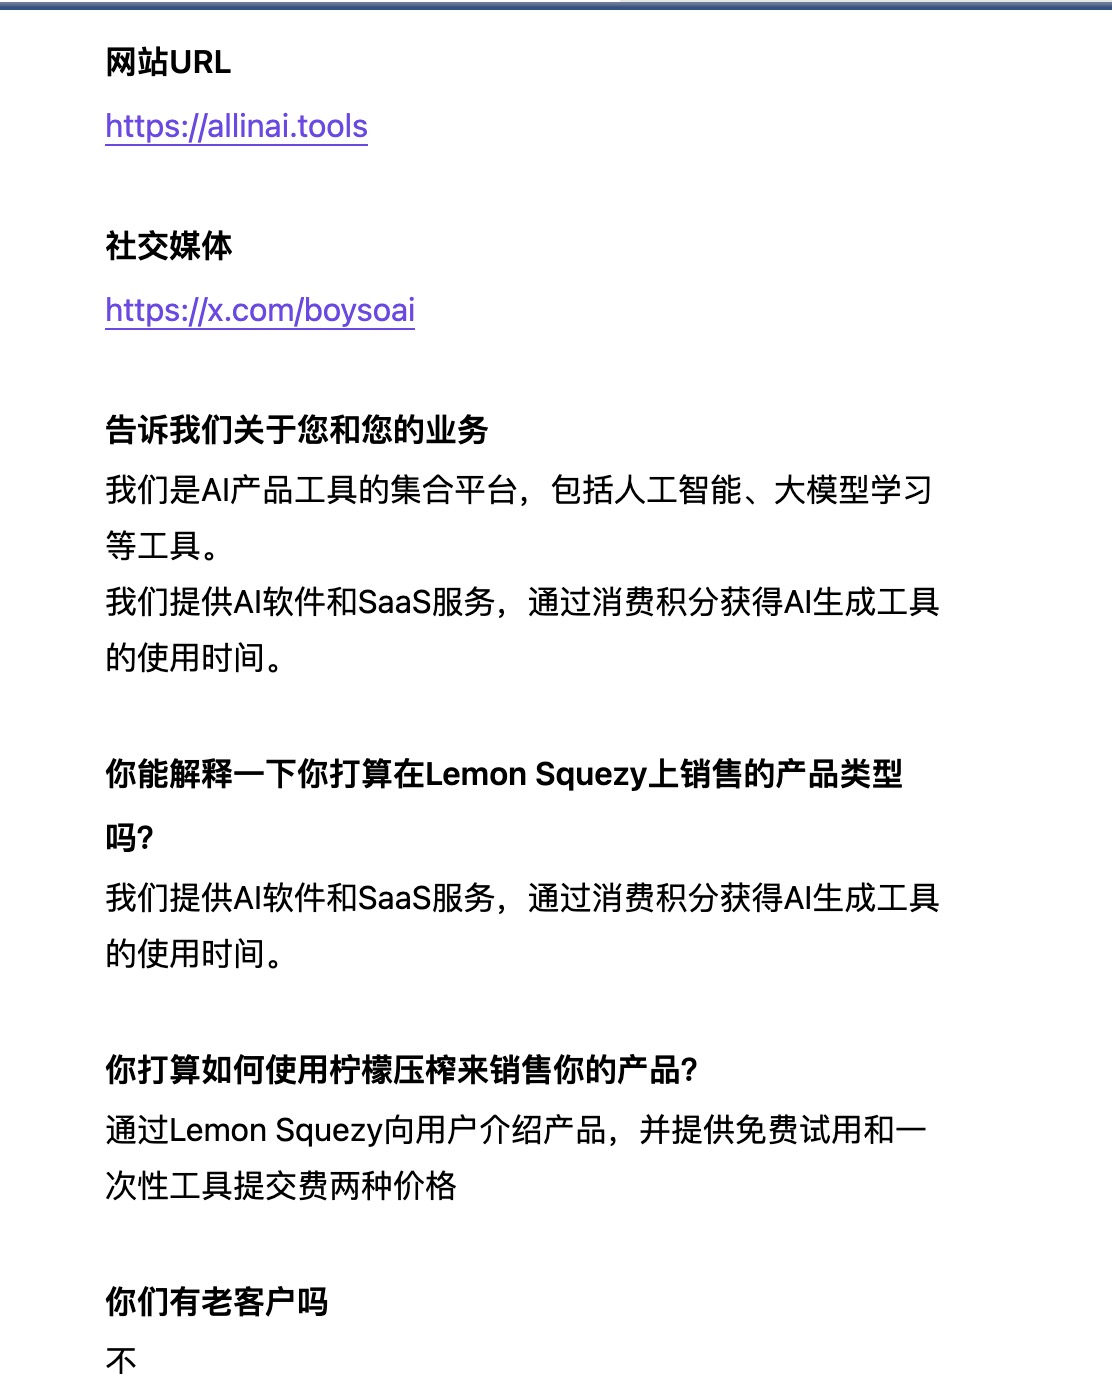 网站URL
https://allinai.tools
社交媒体
https://x.com/boysoai
告诉我们关于您和您的业务
我们是AI产品工具的集合平台，包括人工智能、大模型学习
等工具。
我们提供AI软件和SaaS服务，通过消费积分获得AI生成工具
的使用时间。
你能解释一下你打算在Lemon Squezy上销售的产品类型
吗?
我们提供AI软件和SaaS服务，通过消费积分获得AI生成工具
的使用时间。
你打算如何使用柠檬压榨来销售你的产品?
通过Lemon Squezy向用户介绍产品，并提供免费试用和一
次性工具提交费两种价格
你们有老客户吗
不